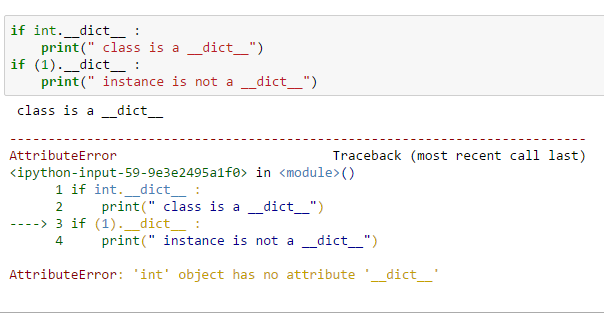 if int.__dict__ :
    print(" class is a __dict__")
if (1).__dict__ :
    print(" instance is not a __dict__")
 class is a __dict__
---------------------------------------------------------------------------
AttributeError                            Traceback (most recent call last)
<ipython-input-59-9e3e2495a1f0> in <module>()
      1 if int.__dict__ :
      2     print(" class is a __dict__")
----> 3 if (1).__dict__ :
      4     print(" instance is not a __dict__")

AttributeError: 'int' object has no attribute '__dict__'